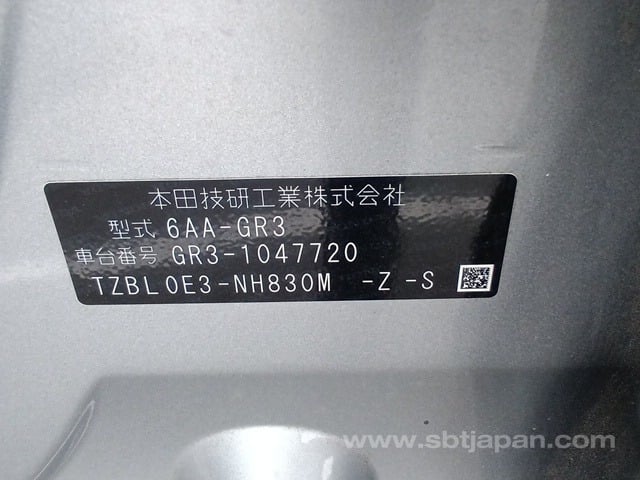 本田技研工業株式会社
型式 6AA-GR3
車台番号 GR3-1047720
TZBL0E3-NH830M -Z -S
www.sbtjapan.com